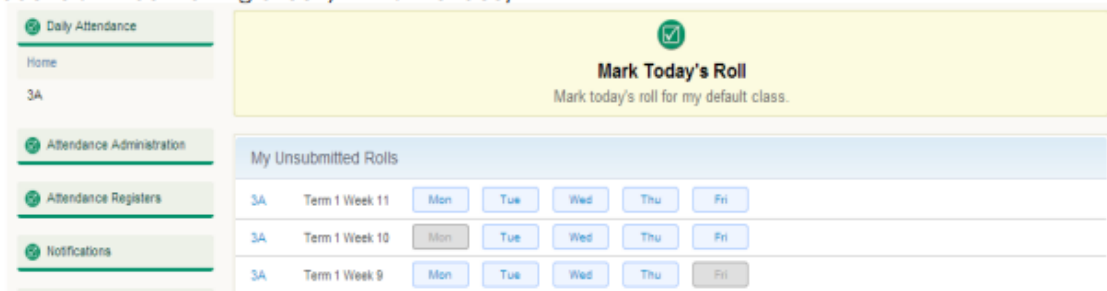 Daily Attendance
Home
3A
Attendance Administration
Attendance Registers
Notifications
Mark Today's Roll
Mark today's roll for my default class.
My Unsubmitted Rolls
3A Term 1 Week 11 Mon Tue Wed Thu Fri
3A Term 1 Week 10 Mon Tue Wed Thu Fri
3A Term 1 Week 9 Mon Tue Wed Thu Fri